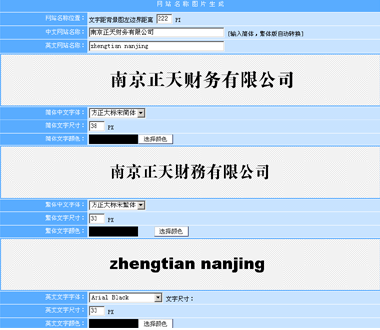 网站名称图片生成
网站名称位置： 文字距背景图左边界距离 222 PX
中文网站名称： 南京正天财务有限公司 [输入简体，繁体版自动转换]
英文网站名称： zhengtian nanjing
南京正天财务有限公司
简体中文字体： 方正大标宋简体
简体文字尺寸： 38 PX
简体文字颜色： 选择颜色
南京正天財務有限公司
繁体中文字体： 方正大标宋繁体
繁体文字尺寸： 33 PX
繁体文字颜色： 选择颜色
zhengtian nanjing
英文文字字体： Arial Black 文字尺寸：
英文文字尺寸： 33 PX
英文文字颜色： 选择颜色